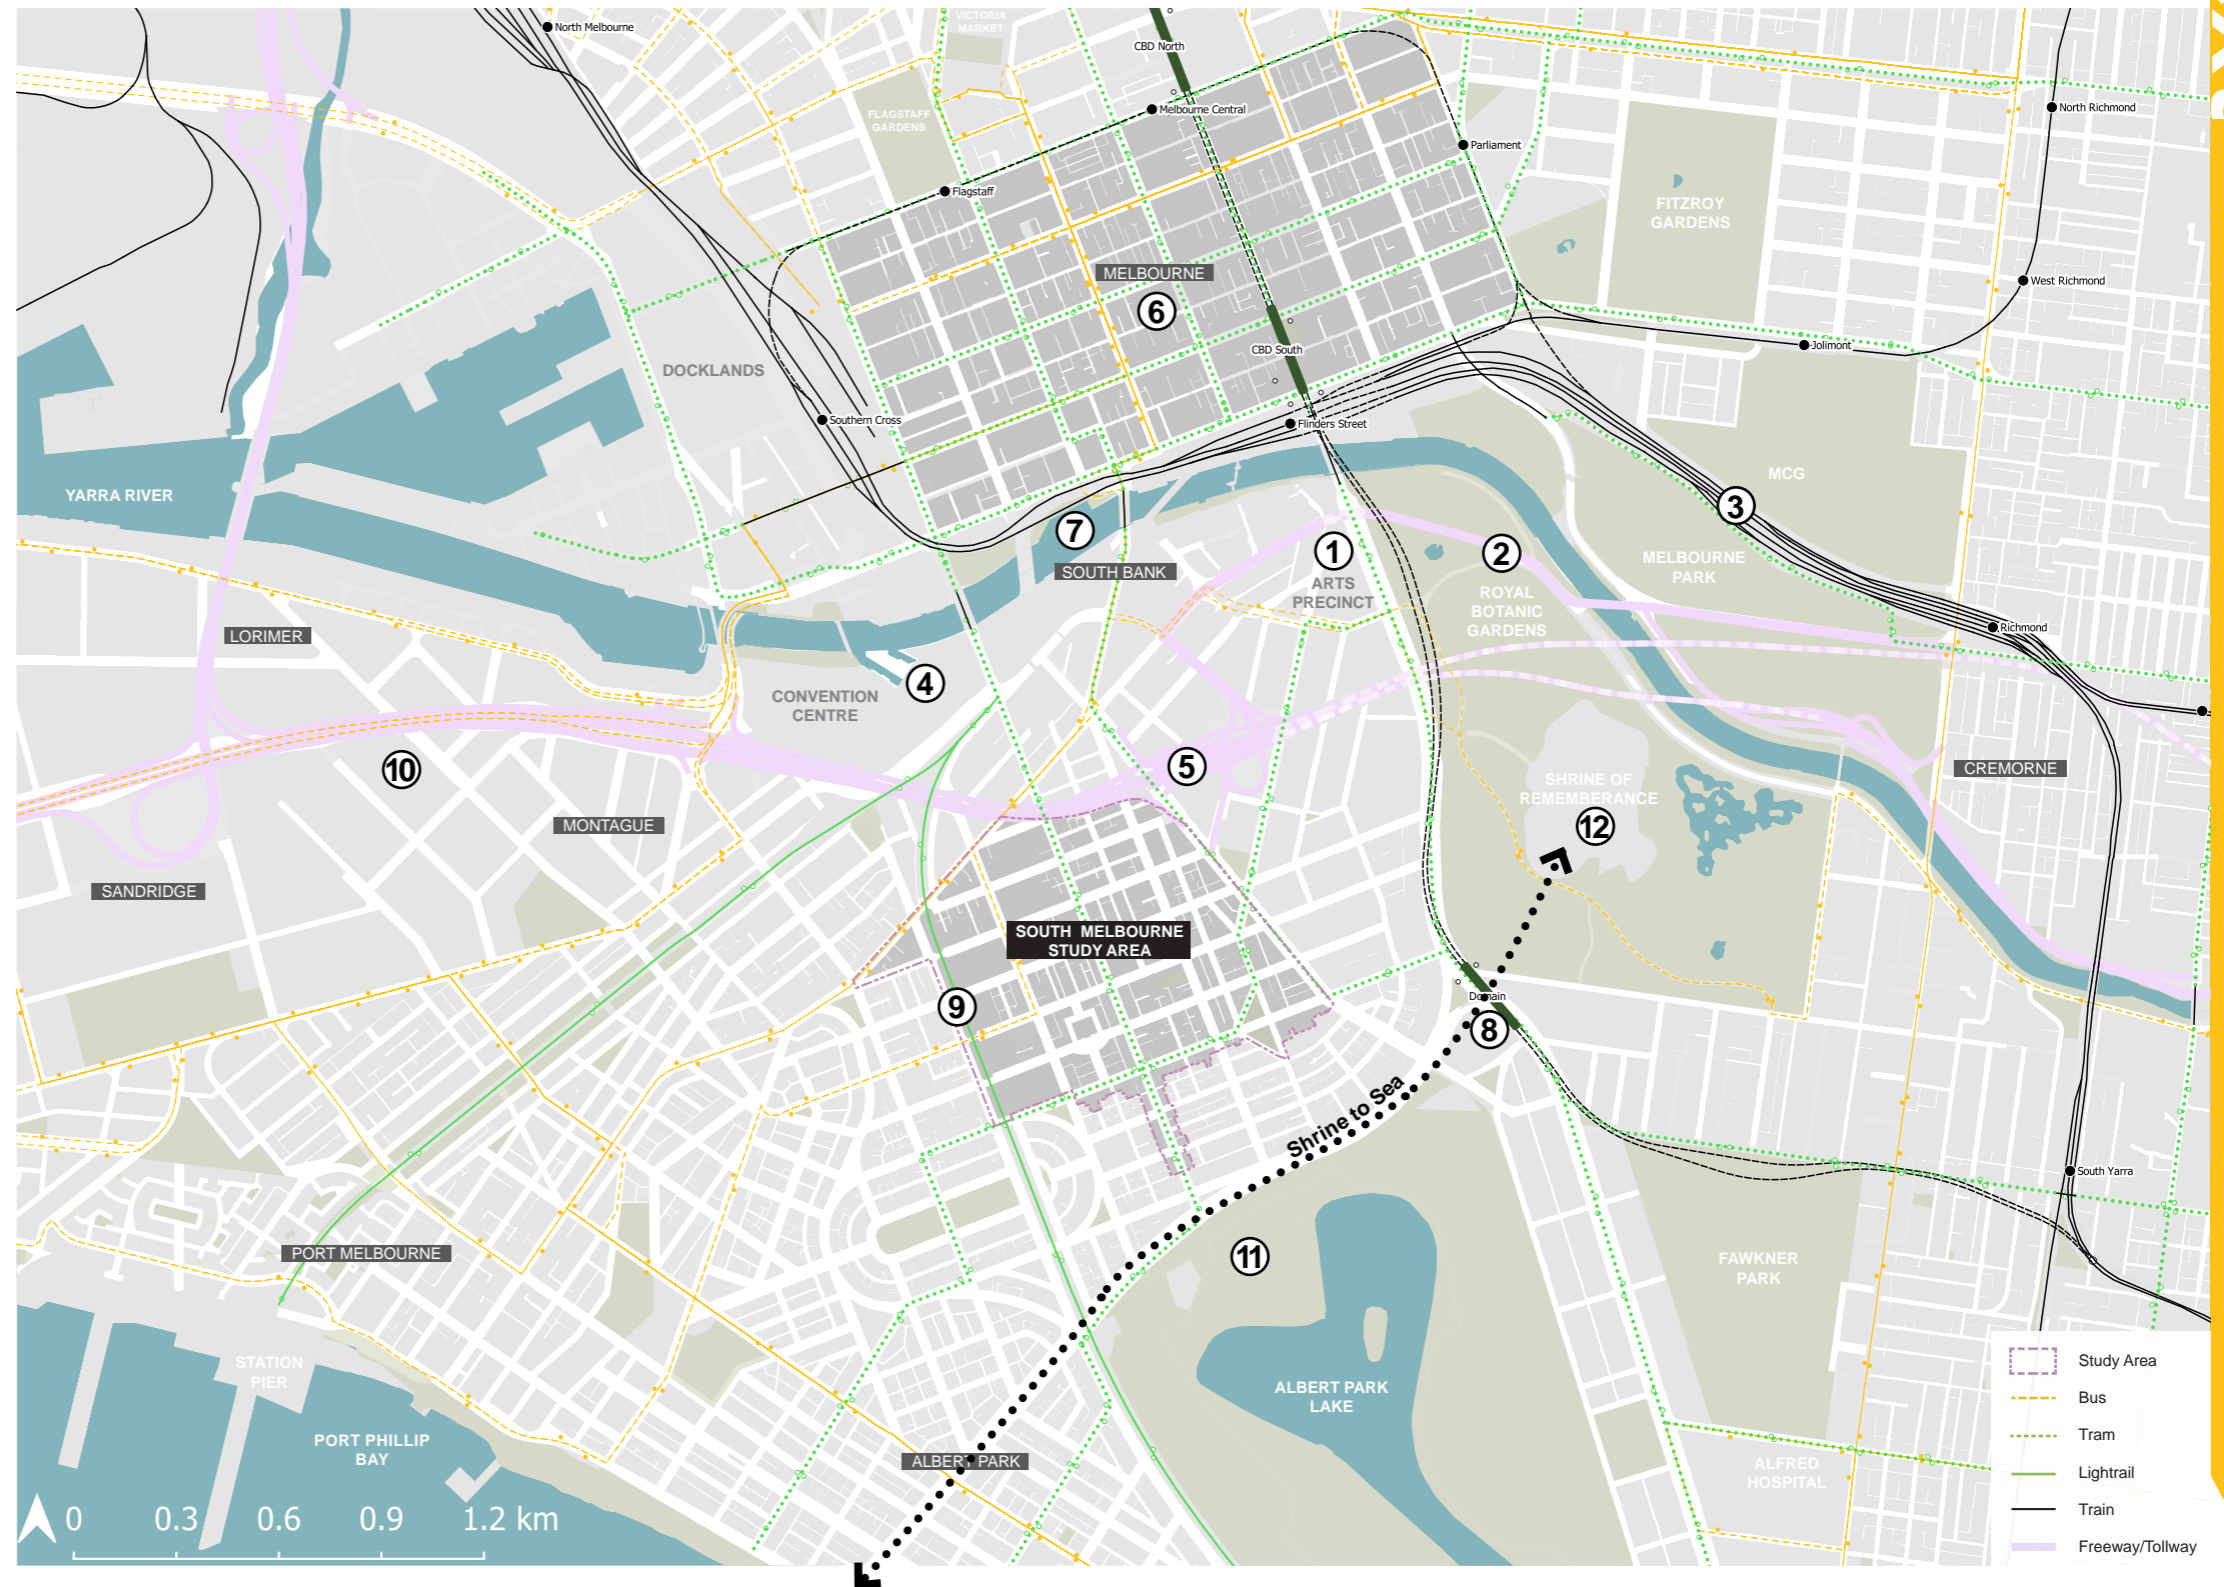 VICTORIA
MARKET
North Melbourne
CBD North
Melbourne Central
North Richmond
FLAGSTAFF
GARDENS
Parliament
Flagstaff
FITZROY
GARDENS
MELBOURNE
6
West Richmond
DOCKLANDS
CBD South
Jolimont
Southern Cross
Flinders Street
MCG
YARRA RIVER
3
7
1
2
SOUTH BANK
ARTS
PRECINCT
MELBOURNE
PARK
ROYAL
BOTANIC
GARDENS
LORIMER
Richmond
4
CONVENTION
CENTRE
10
5
CREMORNE
SHRINE OF
REMEMBERANCE
12
MONTAGUE
SANDRIDGE
SOUTH MELBOURNE
STUDY AREA
9
Domain
8
Shrine to Sea
South Yarra
PORT MELBOURNE
11
FAWKNER
PARK
STATION
PIER
ALBERT PARK
LAKE
PORT PHILLIP
BAY
ALBERT PARK
ALFRED
HOSPITAL
0 0.3 0.6 0.9 1.2 km
Study Area
Bus
Tram
Lightrail
Train
Freeway/Tollway